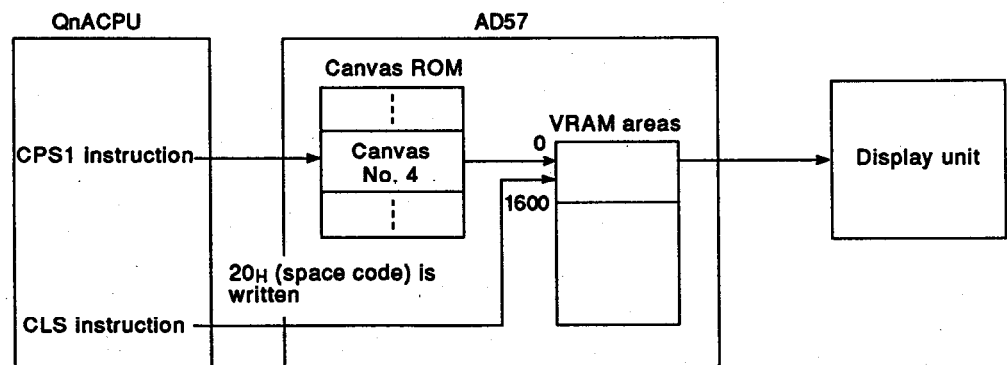 QnACPU
AD57
Canvas ROM
VRAM areas
0
CPS1 instruction
Canvas
No. 4
Display unit
1600
20H (space code) is
written
CLS instruction